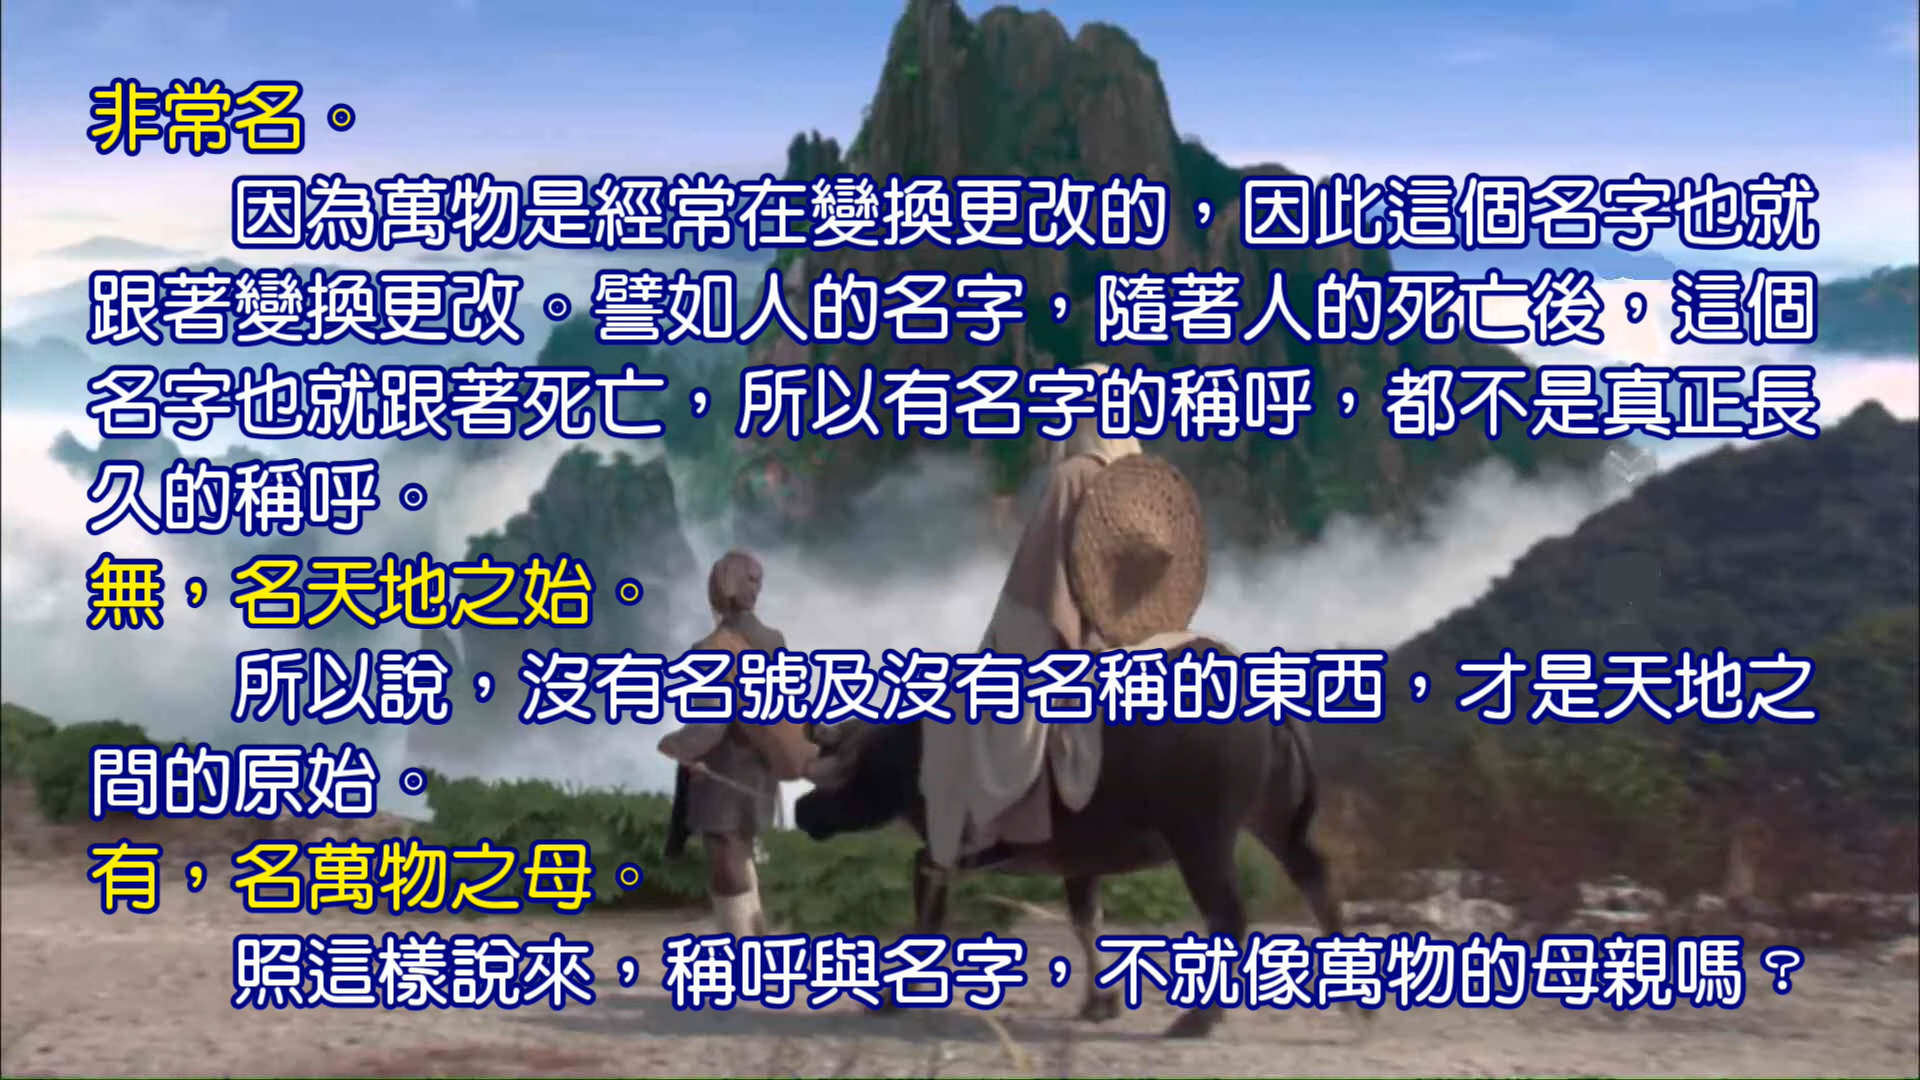 非常名。
因為萬物是經常在變換更改的，因此這個名字也就
跟著變換更改。譬如人的名字，隨著人的死亡後，這個
名字也就跟著死亡，所以有名字的稱呼，都不是真正長
久的稱呼。
無，名天地之始。
所以說，沒有名號及沒有名稱的東西，才是天地之
間的原始。
有，名萬物之母。
照這樣說來，稱呼與名字，不就像萬物的母親嗎？